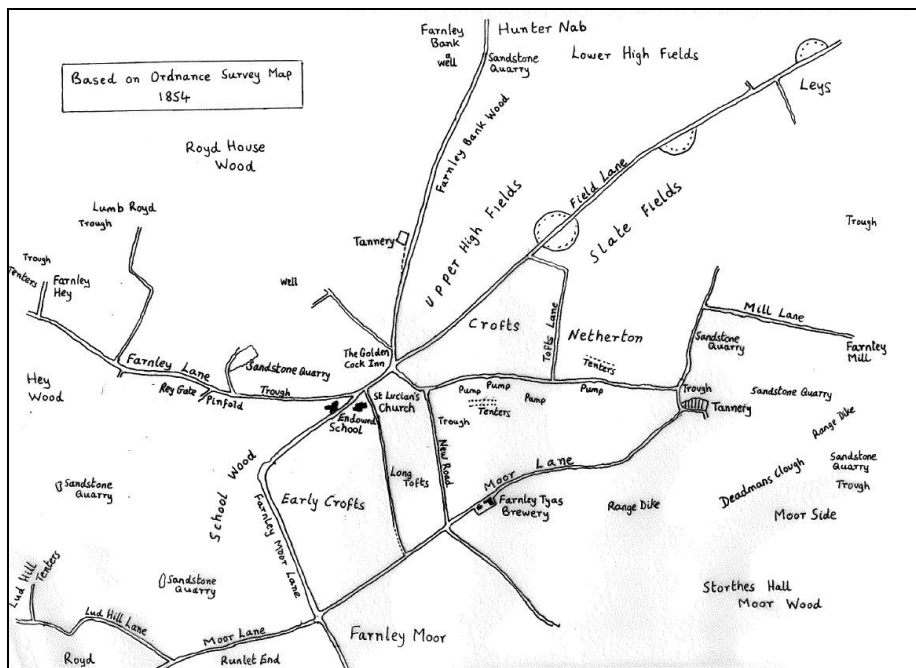 Farnley
Bank
a
well
Hunter Nab
Sandstone
Quarry
Lower High Fields
Based on Ordnance Survey Map
1854
Leys
Farnley Bank Wood
Royd House
Wood
Upper High Fields
Field Lane
Slate Fields
Lumb Royd
Trough
Trough
Tannery
Trough
Tenters
Farnley
Hey
Well
Crofts
Tofts Lane
Netherton
Mill Lane
Sandstone
Quarry
Farnley
Mill
The Golden
Cock Inn
Farnley Lane
Sandstone Quarry
Tenters
Hey
Wood
Rey Gate
Pinfold
Trough
St Lucian's
Church
Pump
Pump
Pump
Pump
Trough
Sandstone Quarry
Endowed
School
Trough
Tenters
Tannery
Range Dike
School Wood
New Road
Moor Lane
Sandstone
Quarry
Trough
Long
Tofts
Deadmans Clough
Sandstone
Quarry
Early Crofts
Farnley Tyas
Brewery
Range Dike
Moor Side
Farnley Moor Lane
Lud Hill
Tenters
Sandstone
Quarry
Storthes Hall
Moor Wood
Lud Hill Lane
Moor Lane
Farnley Moor
Royd
Runlet End